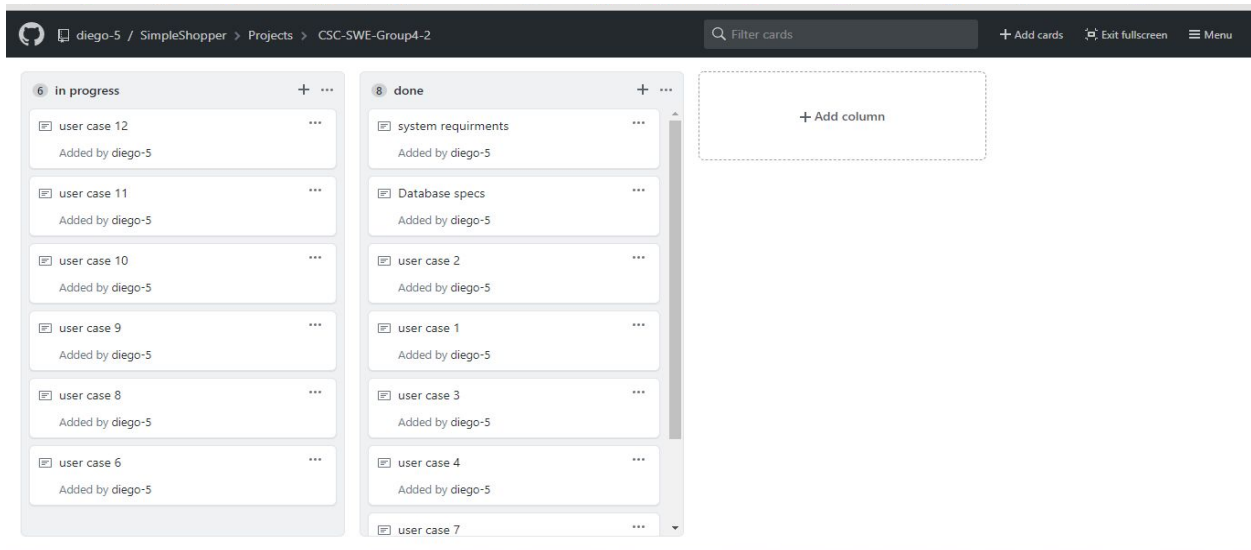 diego-5 / SimpleShopper > Projects > CSC-SWE-Group4-2
Filter cards
+ Add cards
Exit fullscreen
Menu
6 in progress
user case 12
Added by diego-5
user case 11
Added by diego-5
user case 10
Added by diego-5
user case 9
Added by diego-5
user case 8
Added by diego-5
user case 6
Added by diego-5
8 done
system requirments
Added by diego-5
Database specs
Added by diego-5
user case 2
Added by diego-5
user case 1
Added by diego-5
user case 3
Added by diego-5
user case 4
Added by diego-5
user case 7
+ Add column